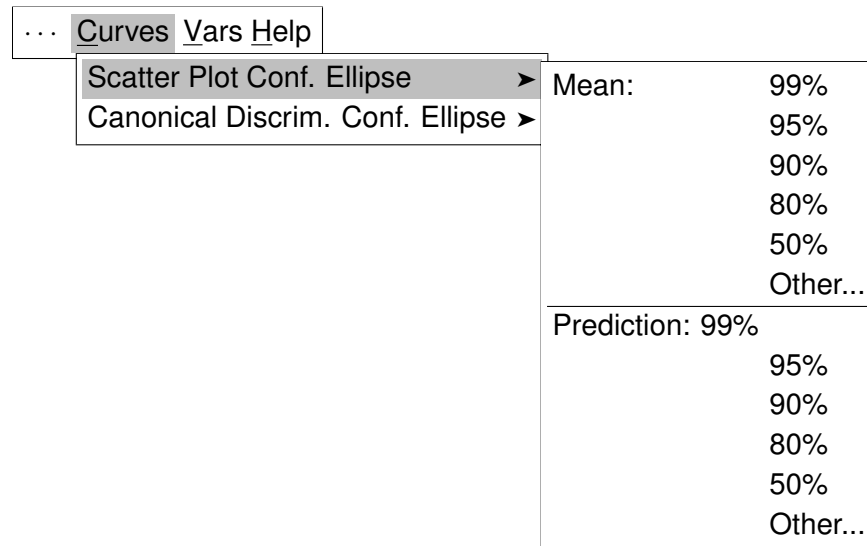 ··· Curves Vars Help
Scatter Plot Conf. Ellipse ➤
Canonical Discrim. Conf. Ellipse ➤
Mean: 99%
95%
90%
80%
50%
Other...
Prediction: 99%
95%
90%
80%
50%
Other...